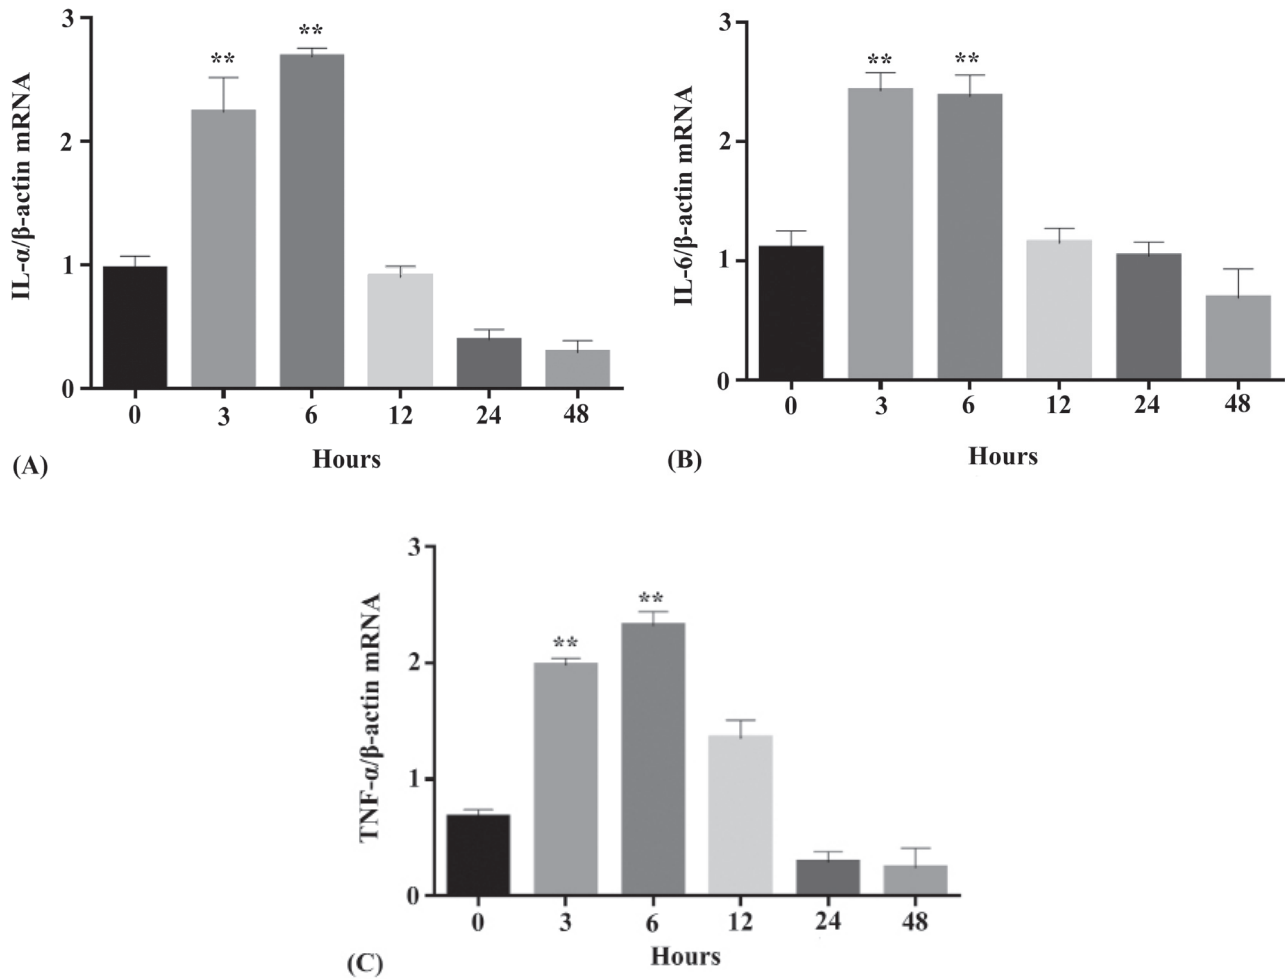 3
2
1
0
IL-α/β-actin mRNA
** **
0 3 6 12 24 48
Hours
(A)
3
2
1
0
IL-6/β-actin mRNA
** **
0 3 6 12 24 48
Hours
(B)
3
2
1
0
TNF-α/β-actin mRNA
** **
0 3 6 12 24 48
Hours
(C)